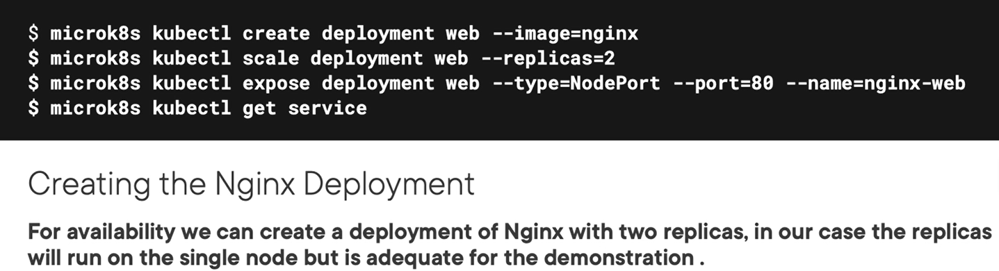 $ microk8s kubectl create deployment web --image=nginx
$ microk8s kubectl scale deployment web --replicas=2
$ microk8s kubectl expose deployment web --type=NodePort --port=80 --name=nginx-web
$ microk8s kubectl get service
Creating the Nginx Deployment
For availability we can create a deployment of Nginx with two replicas, in our case the replicas
will run on the single node but is adequate for the demonstration .